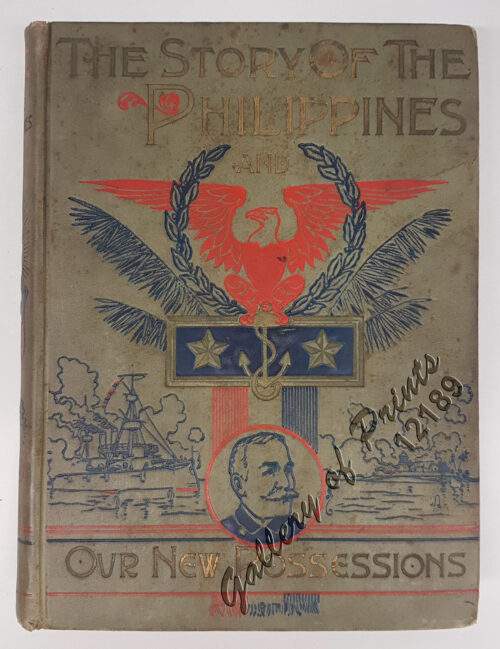 THE STORY OF THE
PHILIPPINES
AND
OUR NEW POSSESSIONS
Gallery of Prints
12189